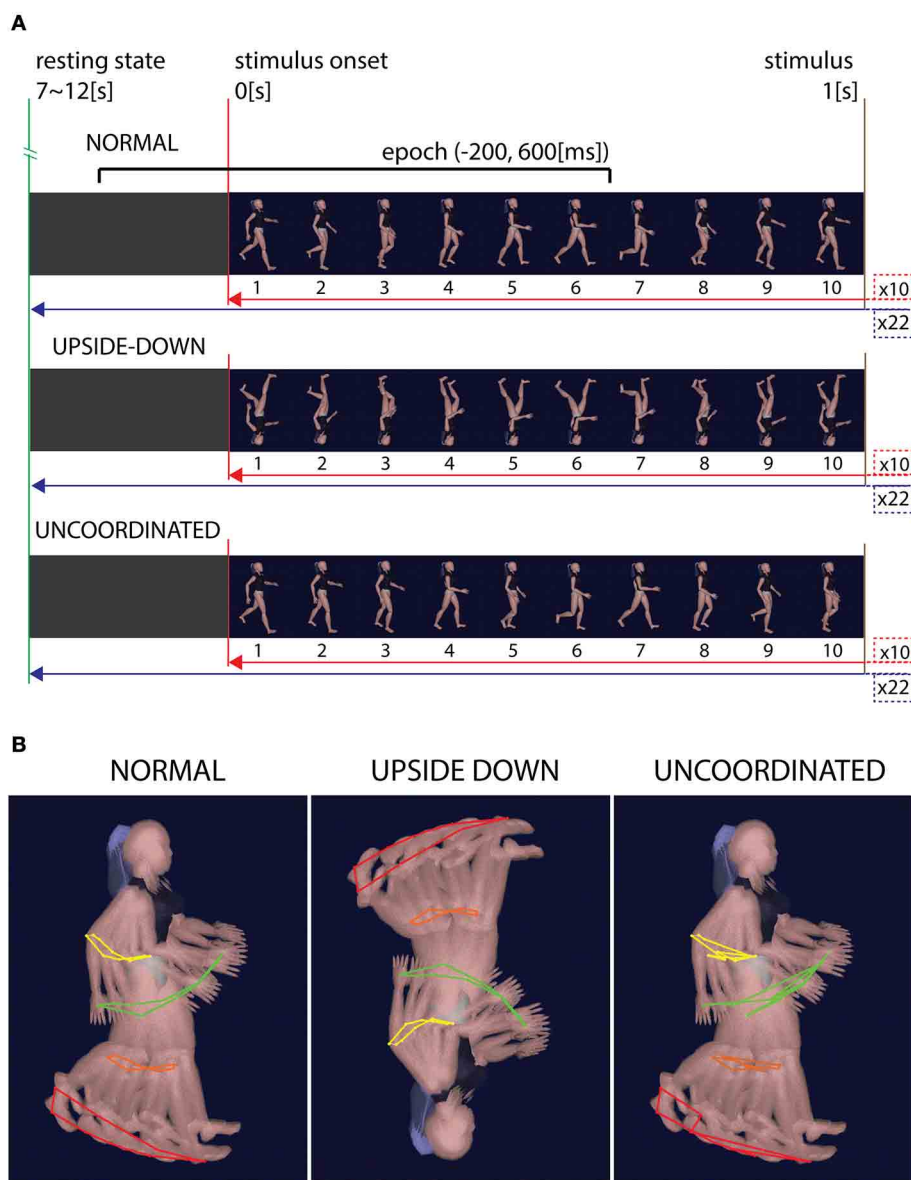 A
resting state stimulus onset stimulus
7~12[s] 0[s] 1[s]
NORMAL
epoch (-200, 600[ms])
1 2 3 4 5 6 7 8 9 10
x10
x22
UPSIDE-DOWN
1 2 3 4 5 6 7 8 9 10
x10
x22
UNCOORDINATED
1 2 3 4 5 6 7 8 9 10
x10
x22
B
NORMAL UPSIDE DOWN UNCOORDINATED